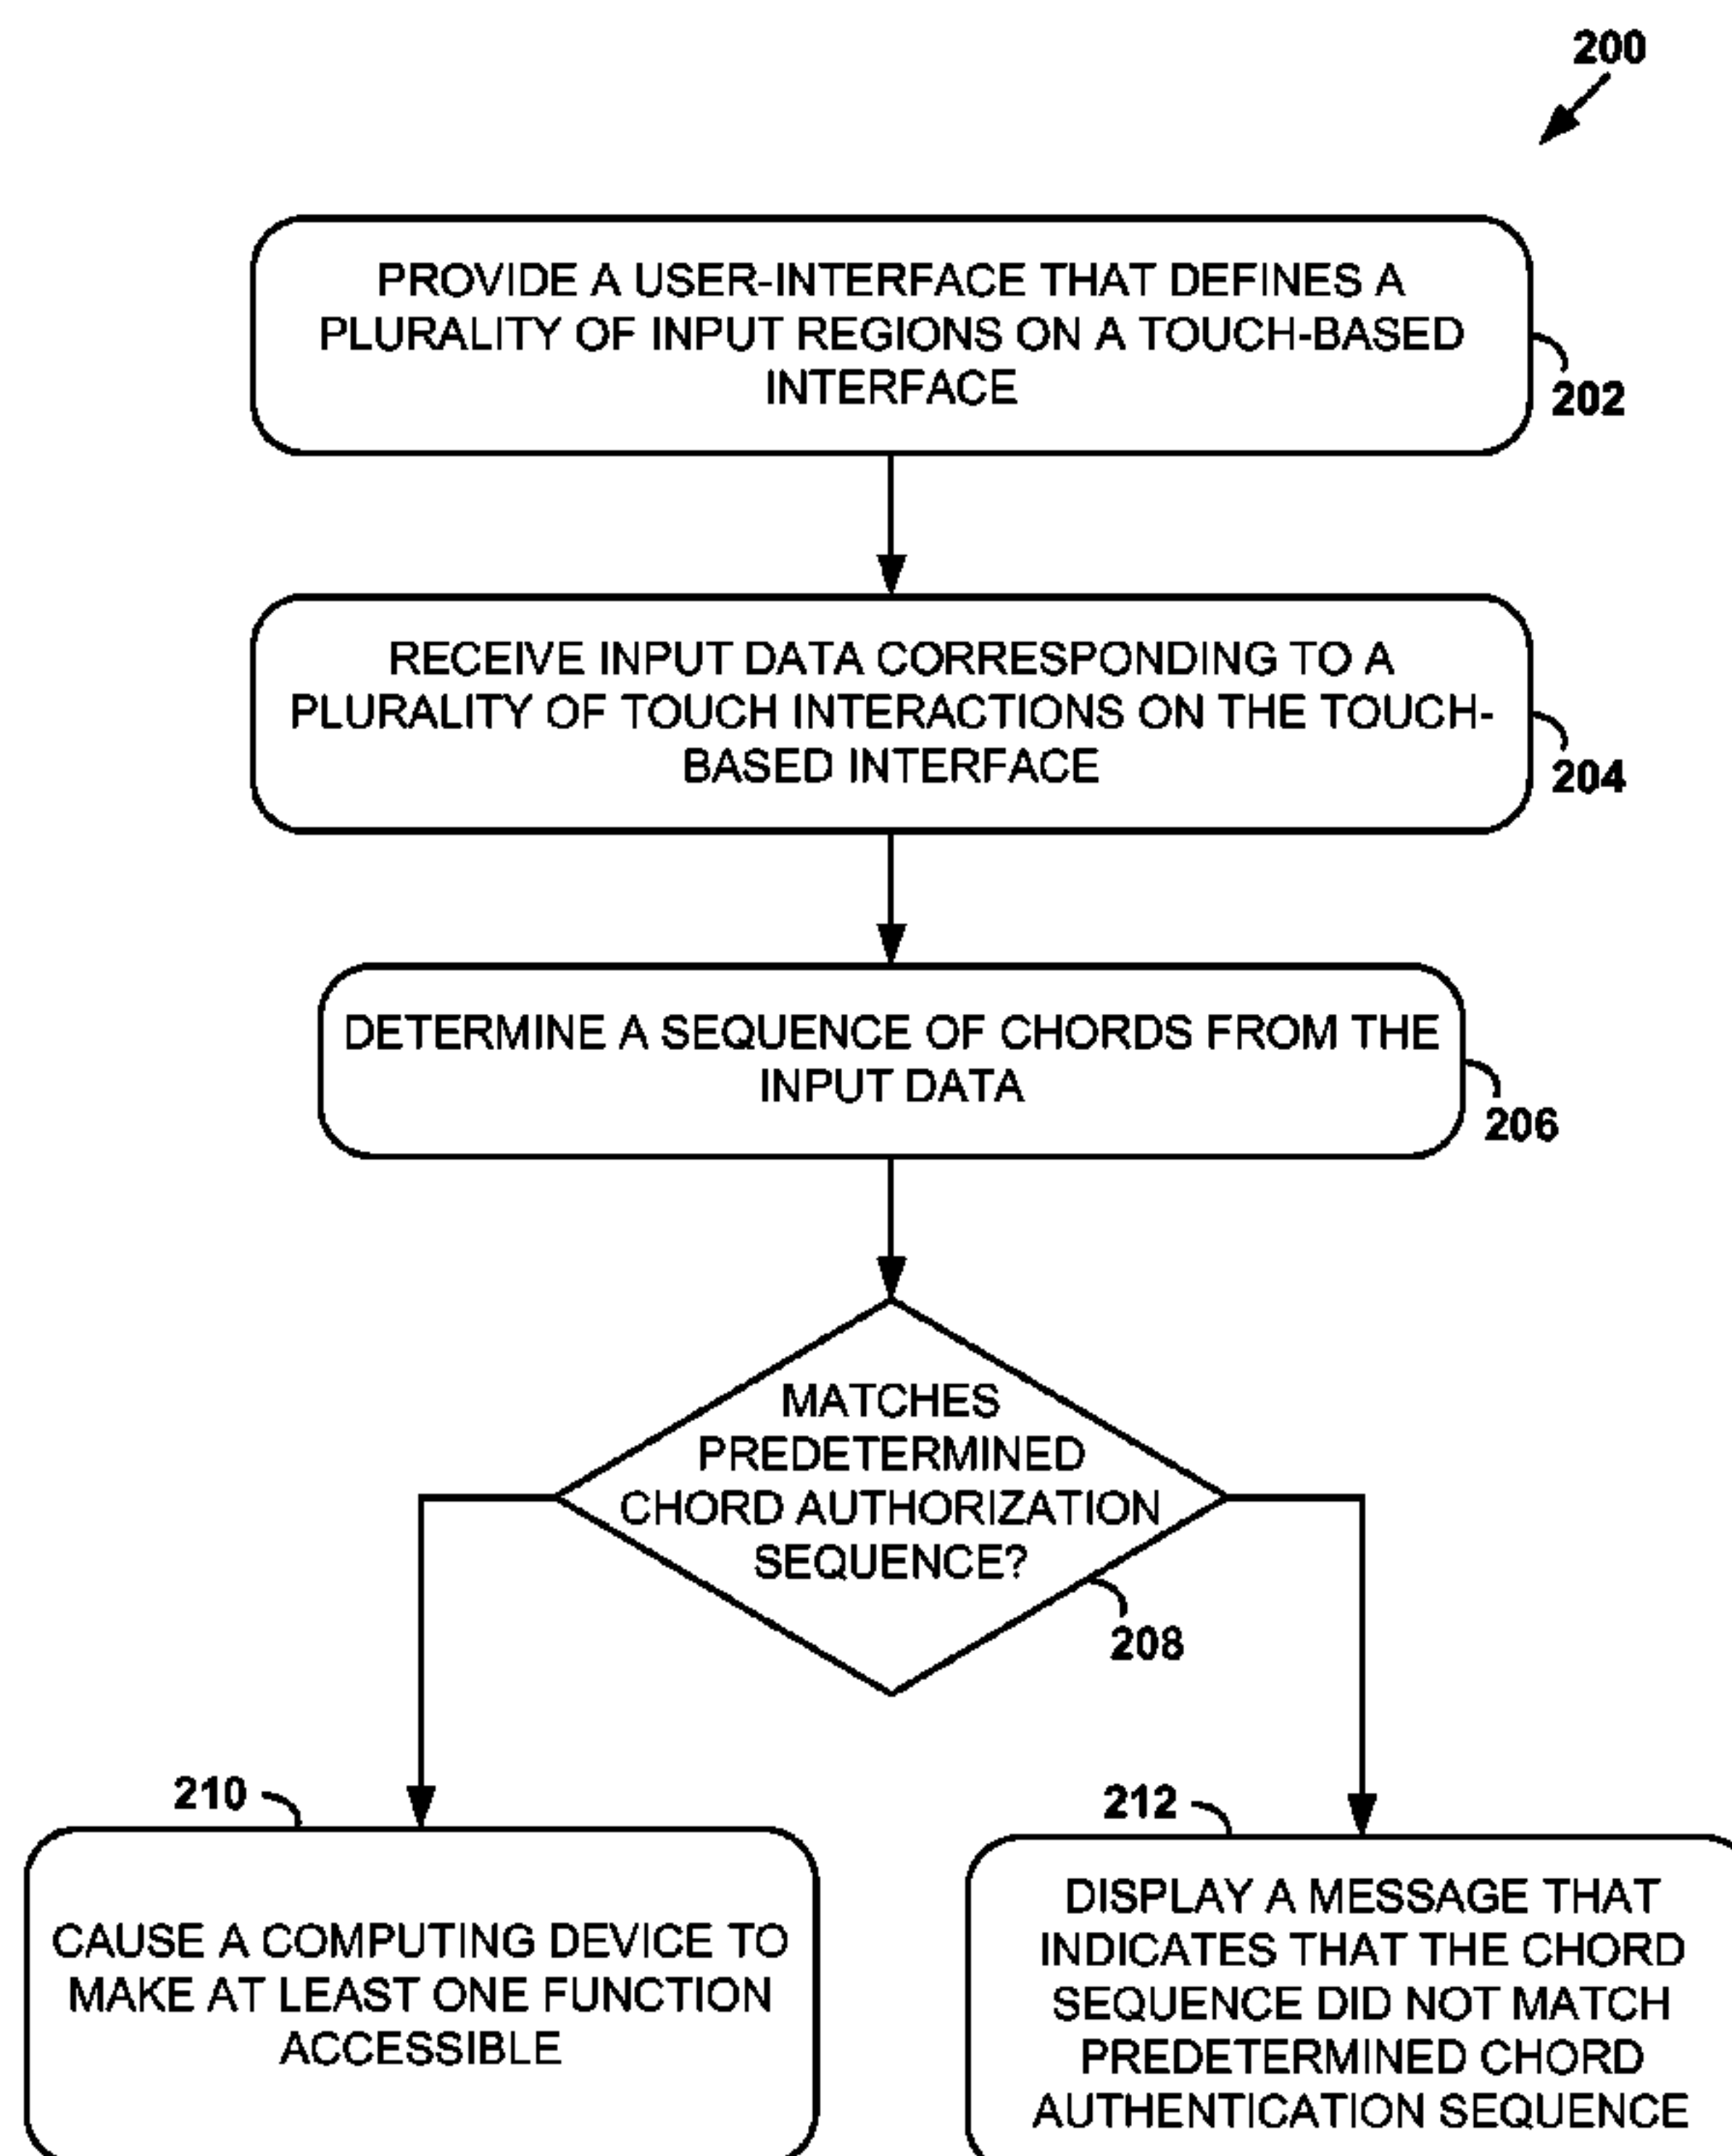 200
PROVIDE A USER-INTERFACE THAT DEFINES A
PLURALITY OF INPUT REGIONS ON A TOUCH-BASED
INTERFACE
202
RECEIVE INPUT DATA CORRESPONDING TO A
PLURALITY OF TOUCH INTERACTIONS ON THE TOUCH-
BASED INTERFACE
204
DETERMINE A SEQUENCE OF CHORDS FROM THE
INPUT DATA
206
MATCHES
PREDETERMINED
CHORD AUTHORIZATION
SEQUENCE?
208
210
CAUSE A COMPUTING DEVICE TO
MAKE AT LEAST ONE FUNCTION
ACCESSIBLE
212
DISPLAY A MESSAGE THAT
INDICATES THAT THE CHORD
SEQUENCE DID NOT MATCH
PREDETERMINED CHORD
AUTHENTICATION SEQUENCE